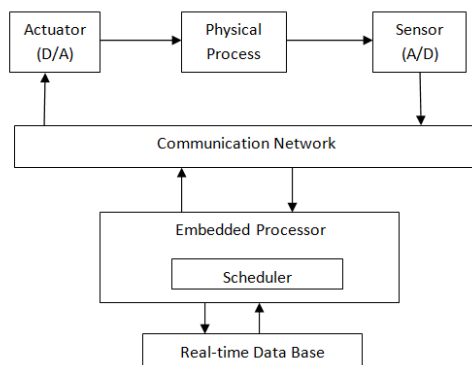 Actuator
(D/A)
Physical
Process
Sensor
(A/D)
Communication Network
Embedded Processor
Scheduler
Real-time Data Base